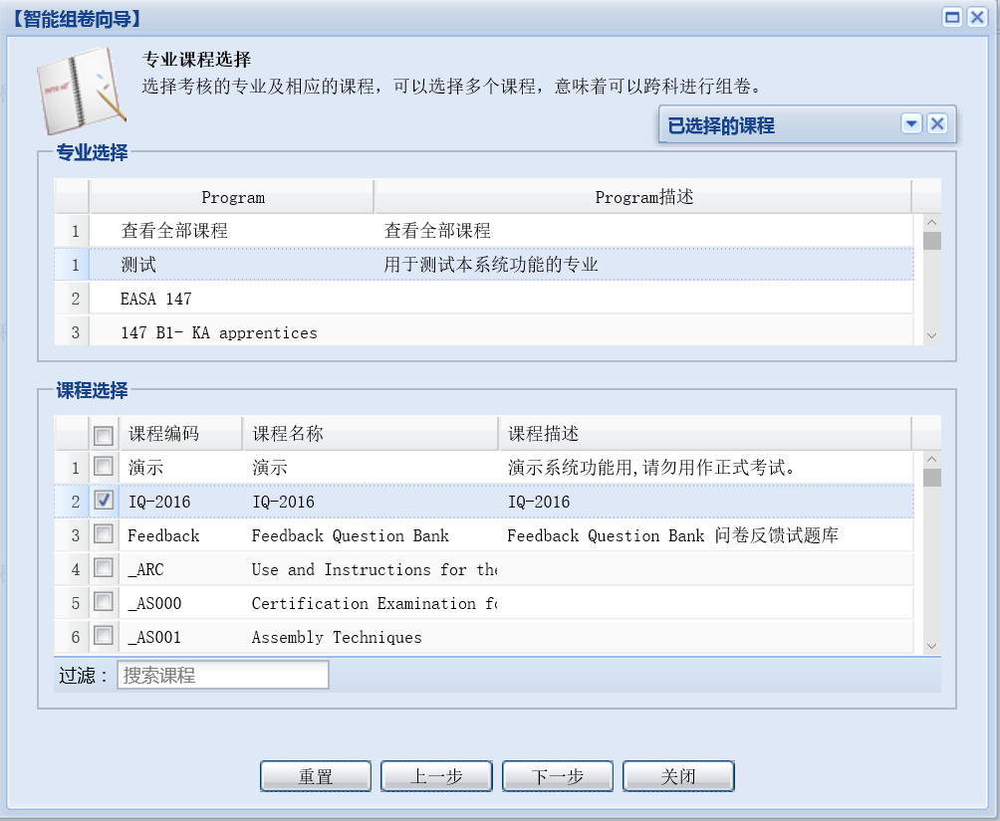 【智能组卷向导】
专业课程选择
选择考核的专业及相应的课程，可以选择多个课程，意味着可以跨科进行组卷。
已选择的课程
专业选择
Program Program描述
1 查看全部课程 查看全部课程
1 测试 用于测试本系统功能的专业
2 EASA 147
3 147 B1- KA apprentices
课程选择
课程编码 课程名称 课程描述
1 演示 演示 演示系统功能用,请勿用作正式考试。
2 IQ-2016 IQ-2016 IQ-2016
3 Feedback Feedback Question Bank Feedback Question Bank 问卷反馈试题库
4 _ARC Use and Instructions for the
5 _AS000 Certification Examination fo
6 _AS001 Assembly Techniques
过滤： 搜索课程
重置 上一步 下一步 关闭